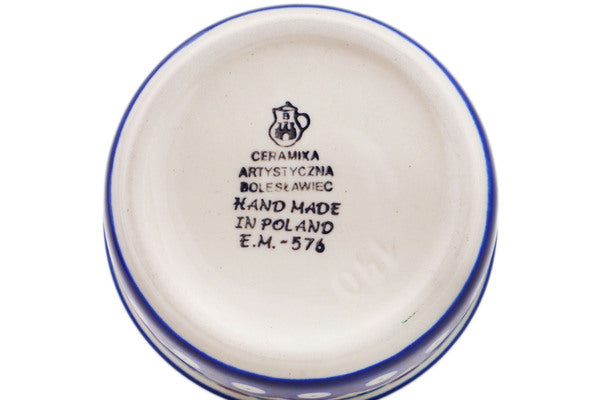 B
CERAMIKA
ARTYSTYCZNA
BOLESŁAWIEC
HAND MADE
IN POLAND
E.M.-576